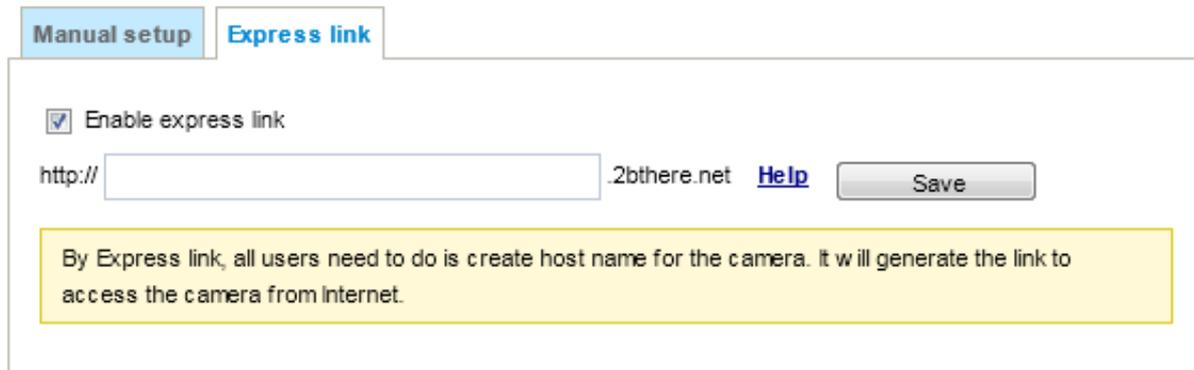 Manual setup Express link
Enable express link
http:// .2bthere.net Help Save
By Express link, all users need to do is create host name for the camera. It will generate the link to
access the camera from Internet.